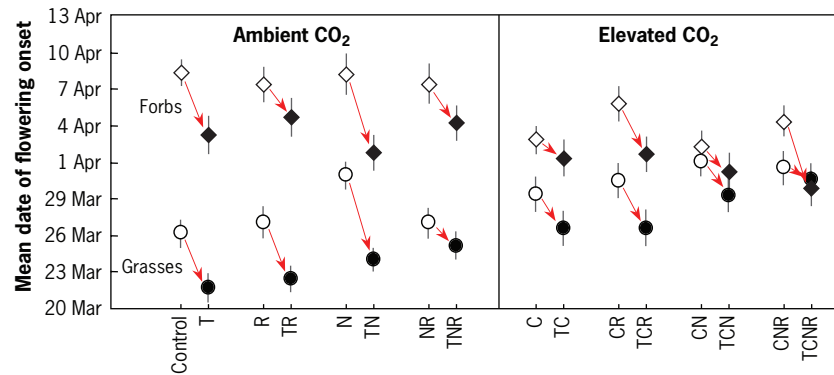 Mean date of flowering onset
13 Apr
10 Apr
7 Apr
4 Apr
1 Apr
29 Mar
26 Mar
23 Mar
20 Mar
Ambient CO₂
Elevated CO₂
Forbs
Grasses
Control
T
R
TR
N
TN
NR
TNR
C
TC
CR
TCR
CN
TCN
CNR
TCNR